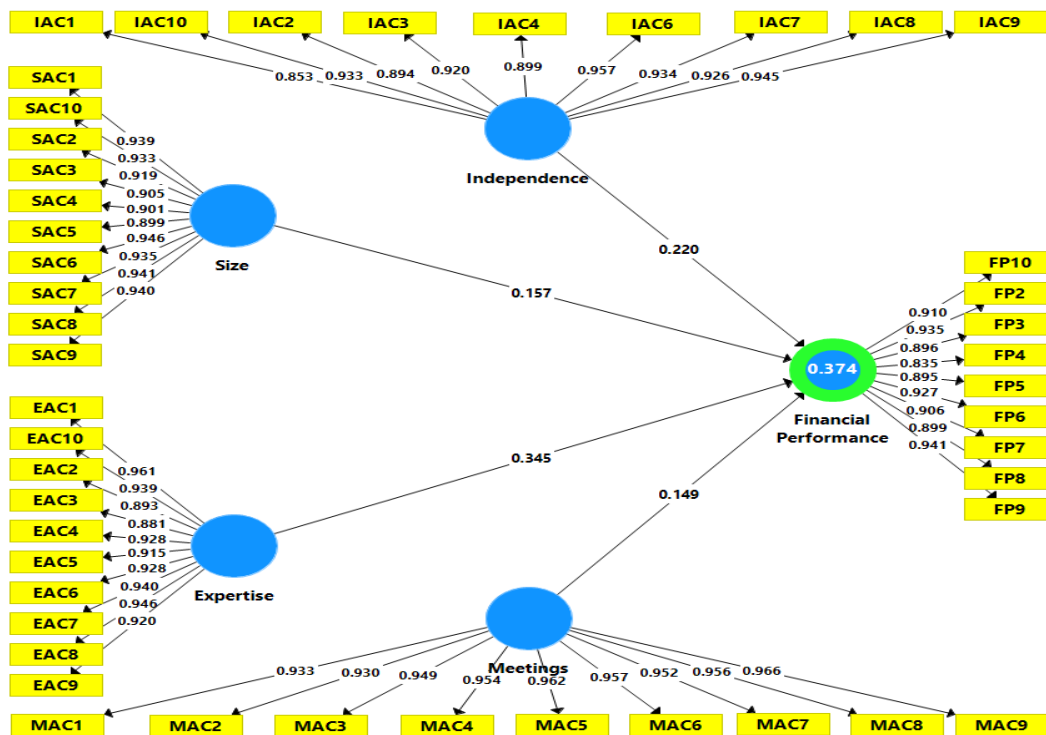 IAC1 IAC10 IAC2 IAC3 IAC4 IAC6 IAC7 IAC8 IAC9
0.853 0.933 0.894 0.920 0.899 0.957 0.934 0.926 0.945
Independence
SAC1
SAC10
SAC2
SAC3
SAC4
SAC5
SAC6
SAC7
SAC8
SAC9
0.939
0.933
0.919
0.905
0.901
0.899
0.946
0.935
0.941
0.940
Size
0.220
0.157
0.345
0.149
0.374
Financial
Performance
FP10
FP2
FP3
FP4
FP5
FP6
FP7
FP8
FP9
0.910
0.935
0.896
0.835
0.895
0.927
0.906
0.899
0.941
EAC1
EAC10
EAC2
EAC3
EAC4
EAC5
EAC6
EAC7
EAC8
EAC9
0.961
0.939
0.893
0.881
0.928
0.915
0.928
0.940
0.946
0.920
Expertise
Meetings
0.933 0.930 0.949 0.954 0.962 0.957 0.952 0.956 0.966
MAC1 MAC2 MAC3 MAC4 MAC5 MAC6 MAC7 MAC8 MAC9